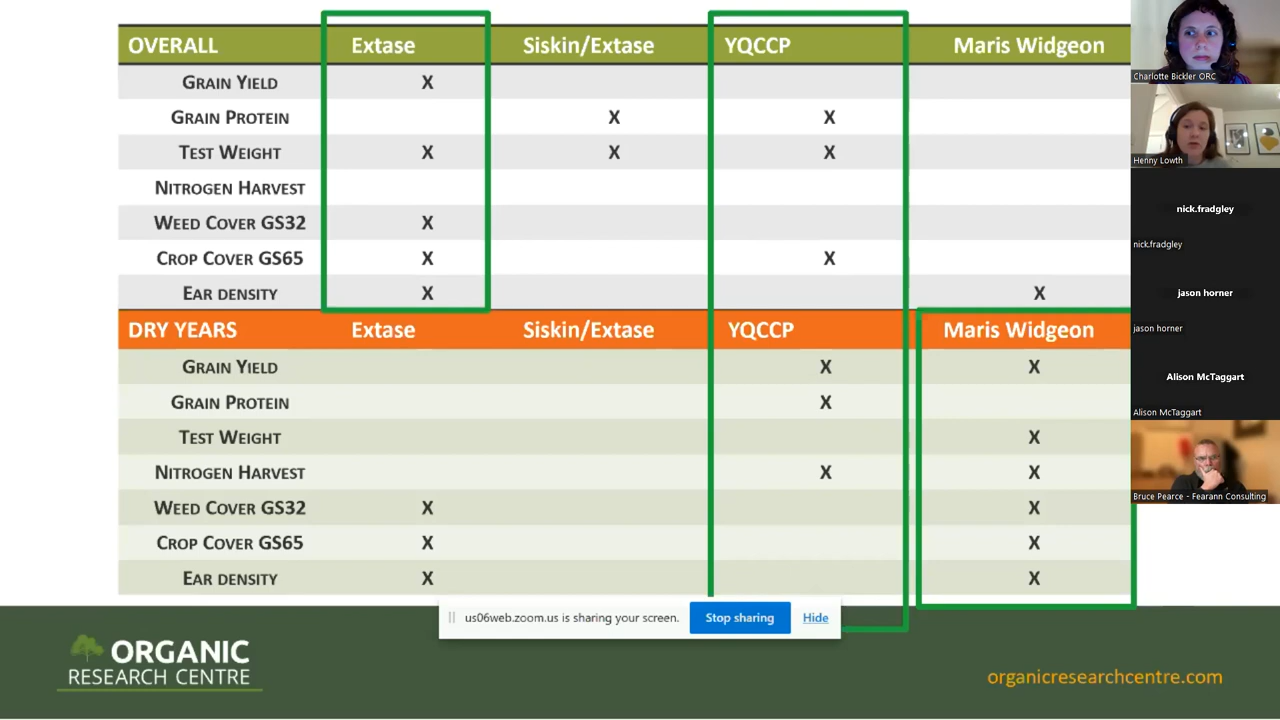 OVERALL Extase Siskin/Extase YQCCP Maris Widgeon
GRAIN YIELD X
GRAIN PROTEIN X X
TEST WEIGHT X X X
NITROGEN HARVEST
WEED COVER GS32 X
CROP COVER GS65 X X
EAR DENSITY X X
DRY YEARS Extase Siskin/Extase YQCCP Maris Widgeon
GRAIN YIELD X X
GRAIN PROTEIN X
TEST WEIGHT X
NITROGEN HARVEST X X
WEED COVER GS32 X X
CROP COVER GS65 X X
EAR DENSITY X X
us06web.zoom.us is sharing your screen. Stop sharing Hide
ORGANIC
RESEARCH CENTRE
organicresearchcentre.com
Charlotte Bickler ORC
Henny Lowth
nick.fradgley
nick.fradgley
jason horner
jason horner
Alison McTaggart
Alison McTaggart
Bruce Pearce - Fearann Consulting